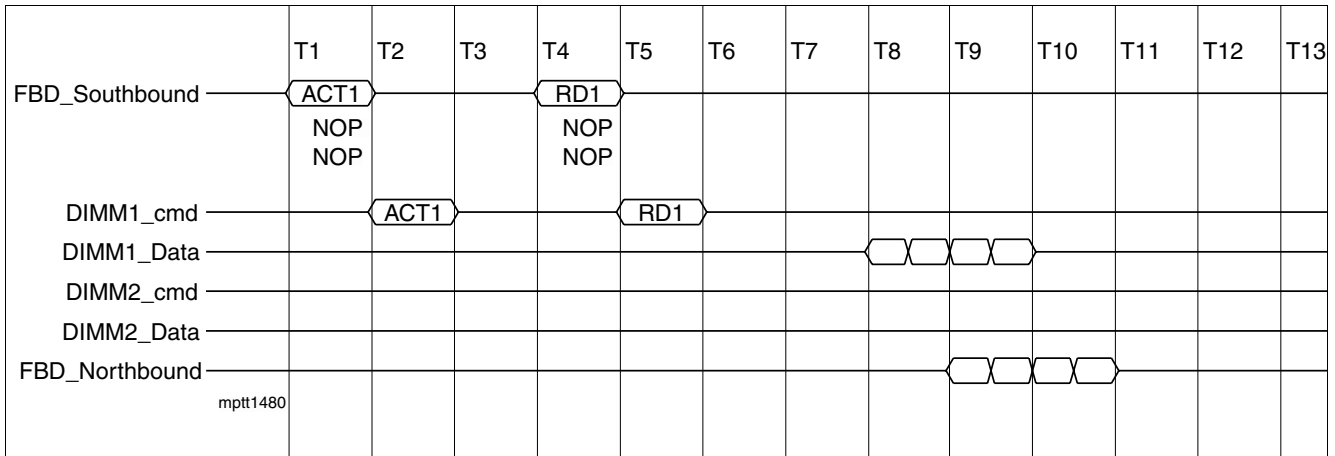 T1 T2 T3 T4 T5 T6 T7 T8 T9 T10 T11 T12 T13
FBD_Southbound ACT1 RD1
NOP NOP
NOP NOP
DIMM1_cmd ACT1 RD1
DIMM1_Data
DIMM2_cmd
DIMM2_Data
FBD_Northbound
mptt1480